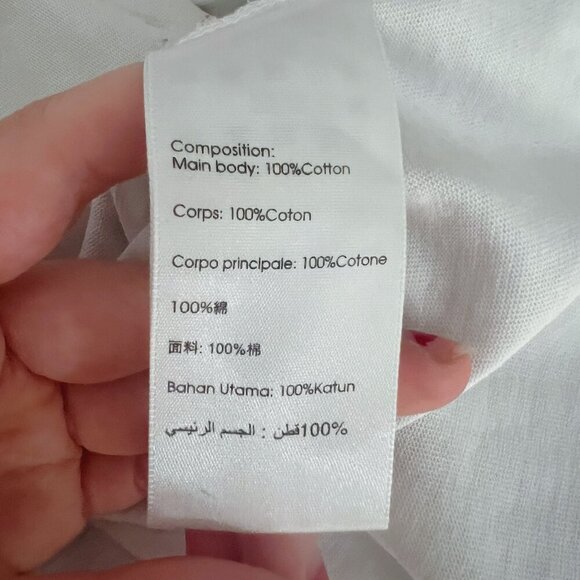 Composition:
Main body: 100%Cotton
Corps: 100%Coton
Corpo principale: 100%Cotone
100%綿
面料: 100%棉
Bahan Utama: 100%Katun
100%قطن : الجسم الرئيسي